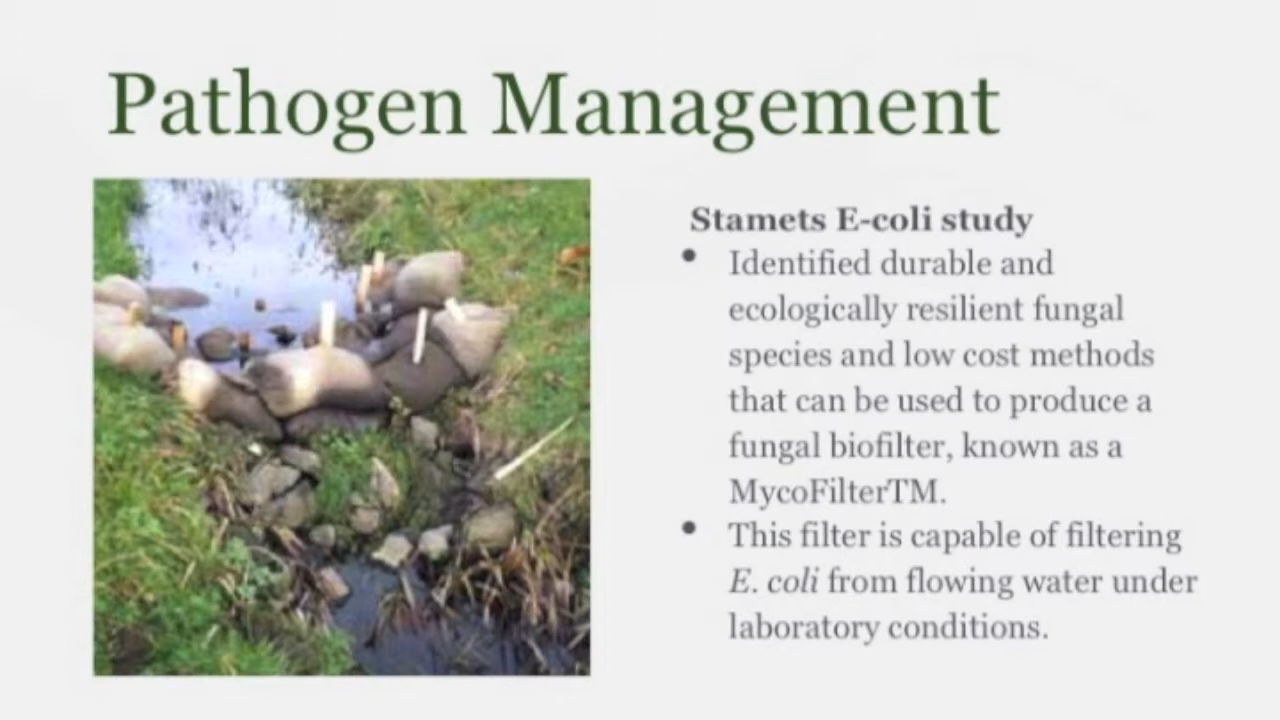 Pathogen Management
Stamets E-coli study
• Identified durable and
ecologically resilient fungal
species and low cost methods
that can be used to produce a
fungal biofilter, known as a
MycoFilterTM.
• This filter is capable of filtering
E. coli from flowing water under
laboratory conditions.